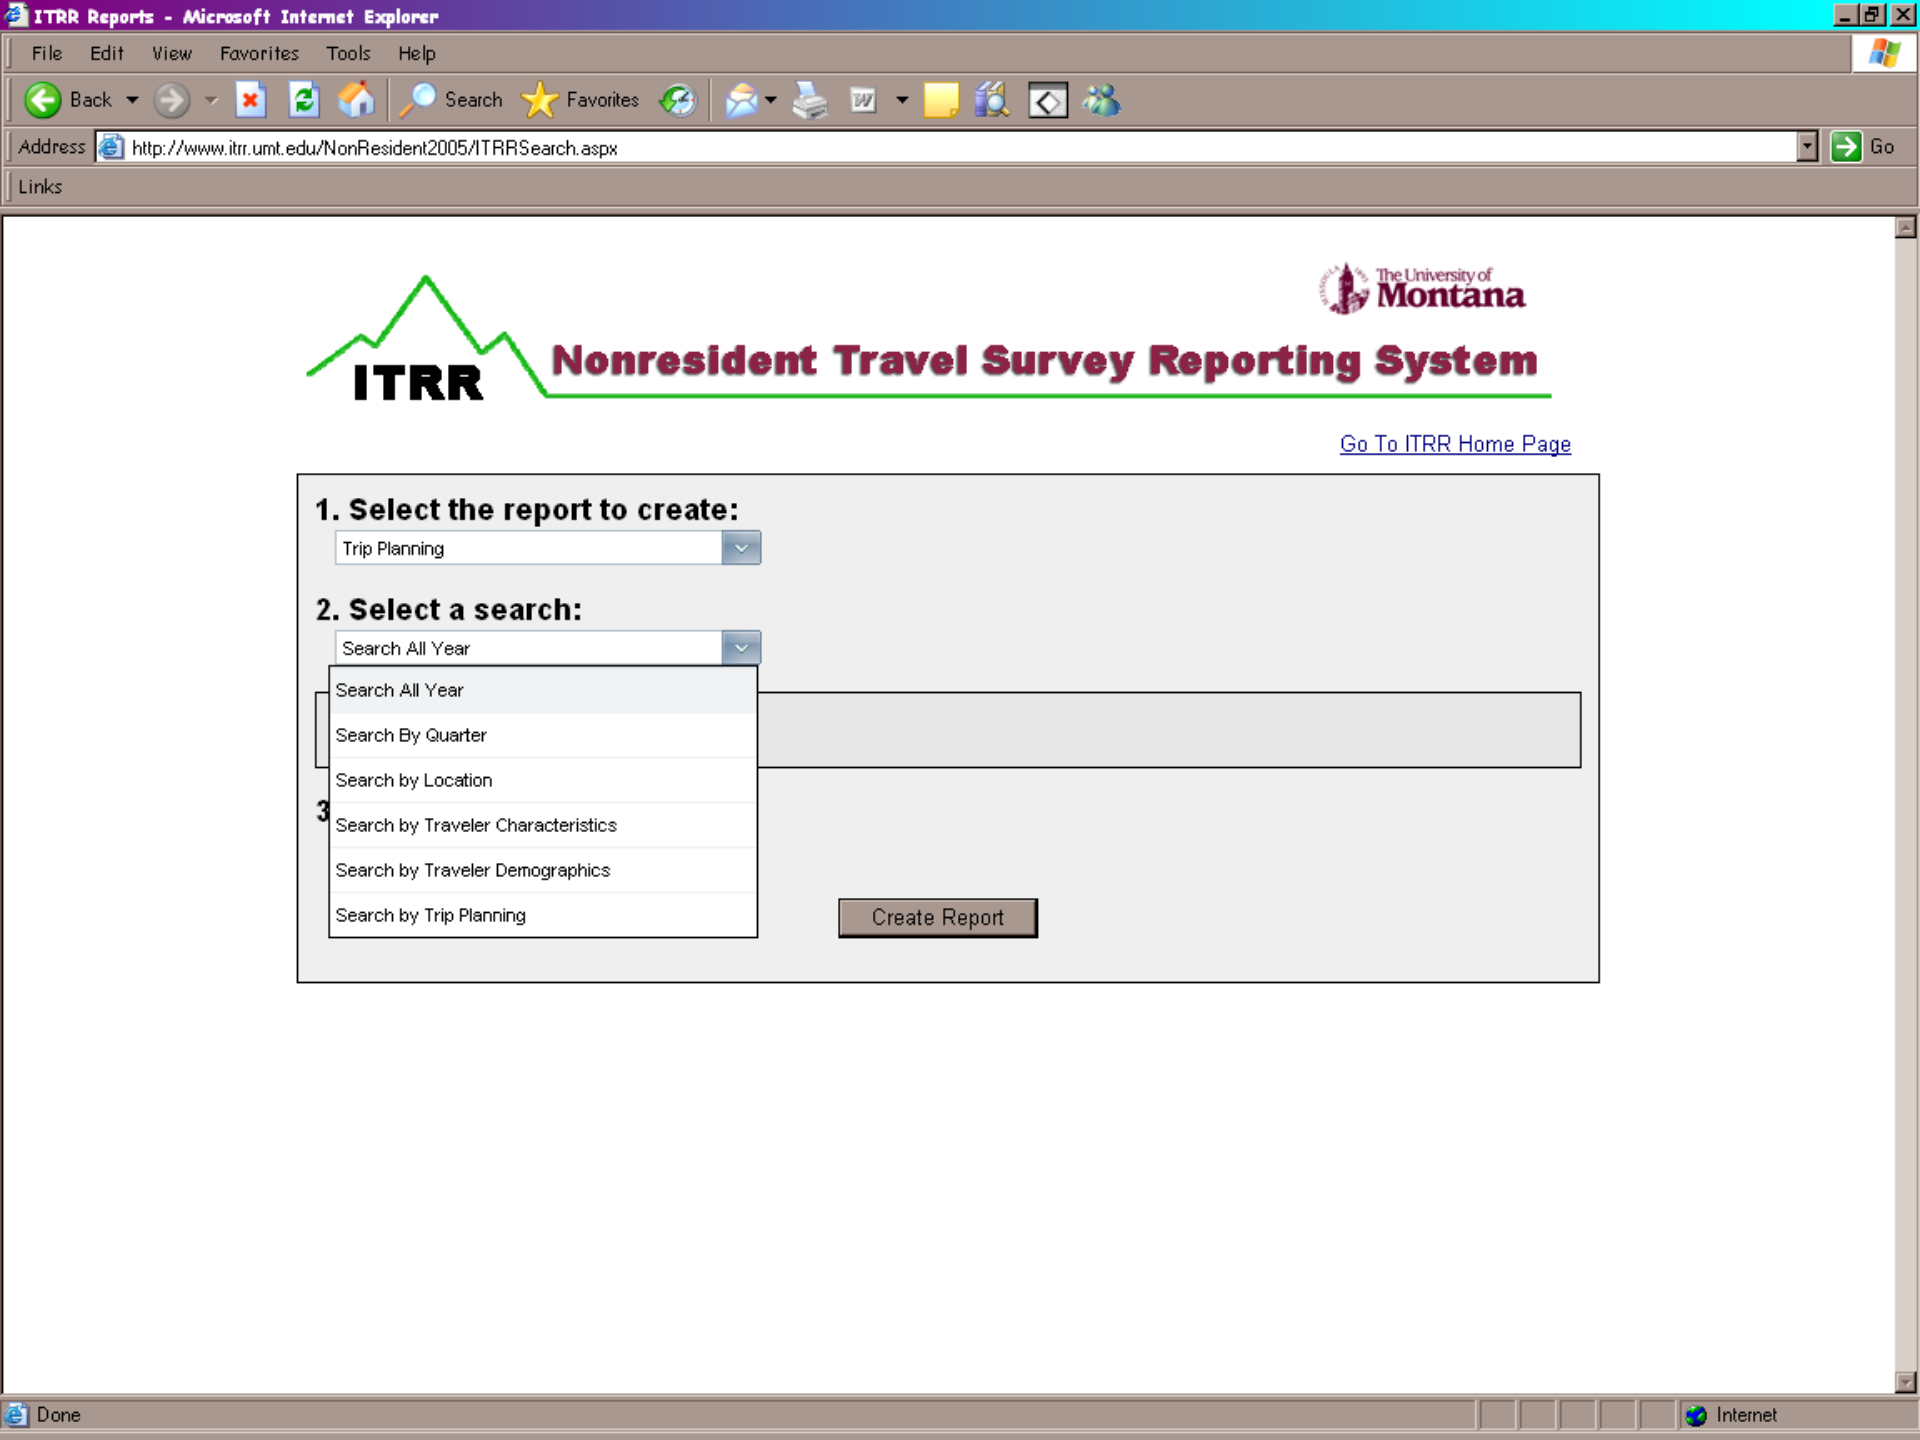 ITRR Reports - Microsoft Internet Explorer
File Edit View Favorites Tools Help
Back Search Favorites W
Address http://www.itrr.umt.edu/NonResident2005/ITRRSearch.aspx Go
Links
The University of
Montana
ITRR Nonresident Travel Survey Reporting System
Go To ITRR Home Page
1. Select the report to create:
Trip Planning
2. Select a search:
Search All Year
Search All Year
Search By Quarter
Search by Location
3
Search by Traveler Characteristics
Search by Traveler Demographics
Search by Trip Planning
Create Report
Done Internet